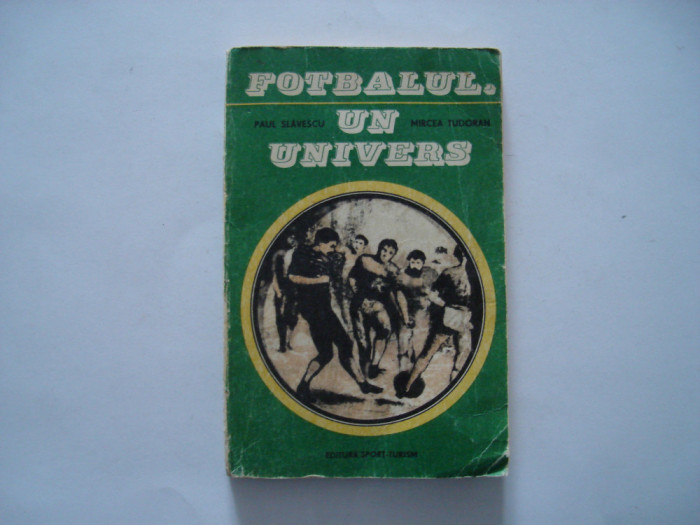 FOTBALUL.
PAUL SLĂVESCU UN MIRCEA TUDORAN
UNIVERS
EDITURA SPORT-TURISM